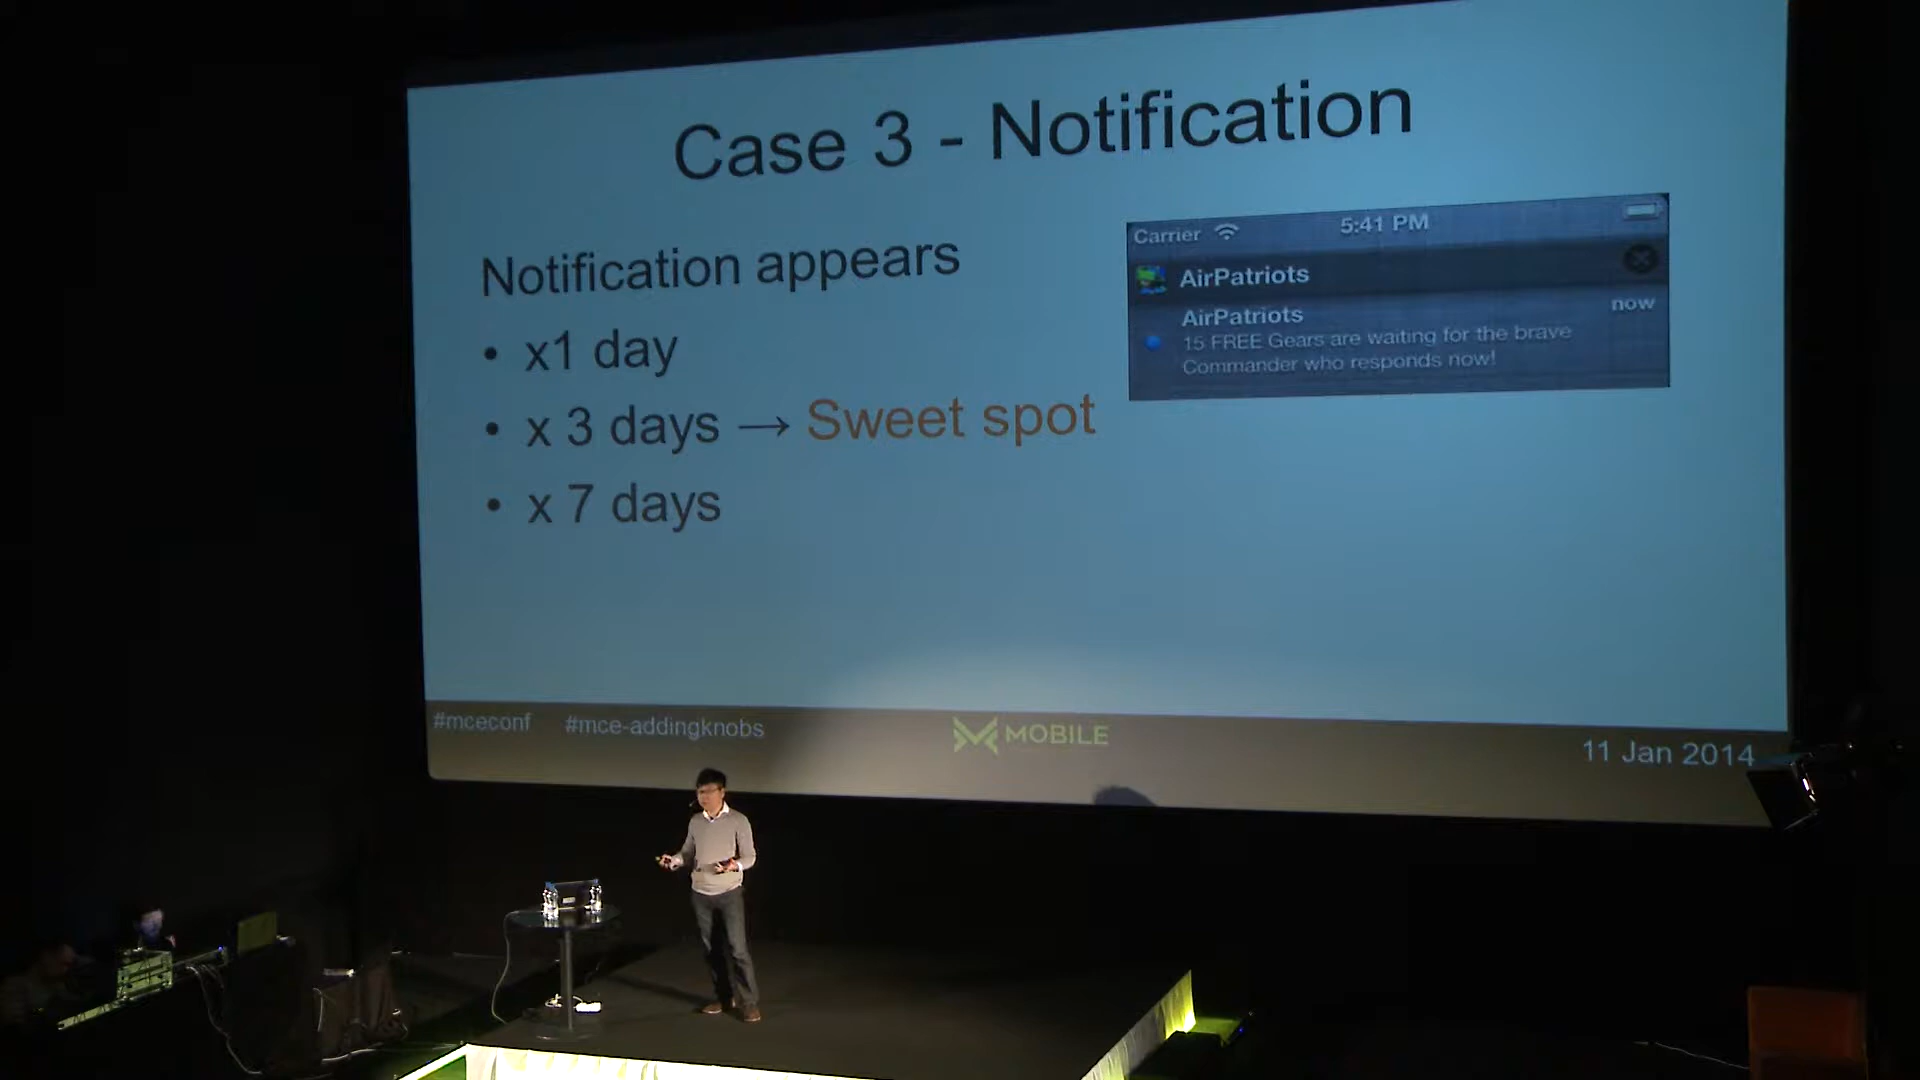 Case 3 - Notification
Notification appears
• x1 day
• x 3 days → Sweet spot
• x 7 days
Carrier 5:41 PM
AirPatriots
AirPatriots now
15 FREE Gears are waiting for the brave
Commander who responds now!
#mceconf #mce-addingknobs MOBILE 11 Jan 2014